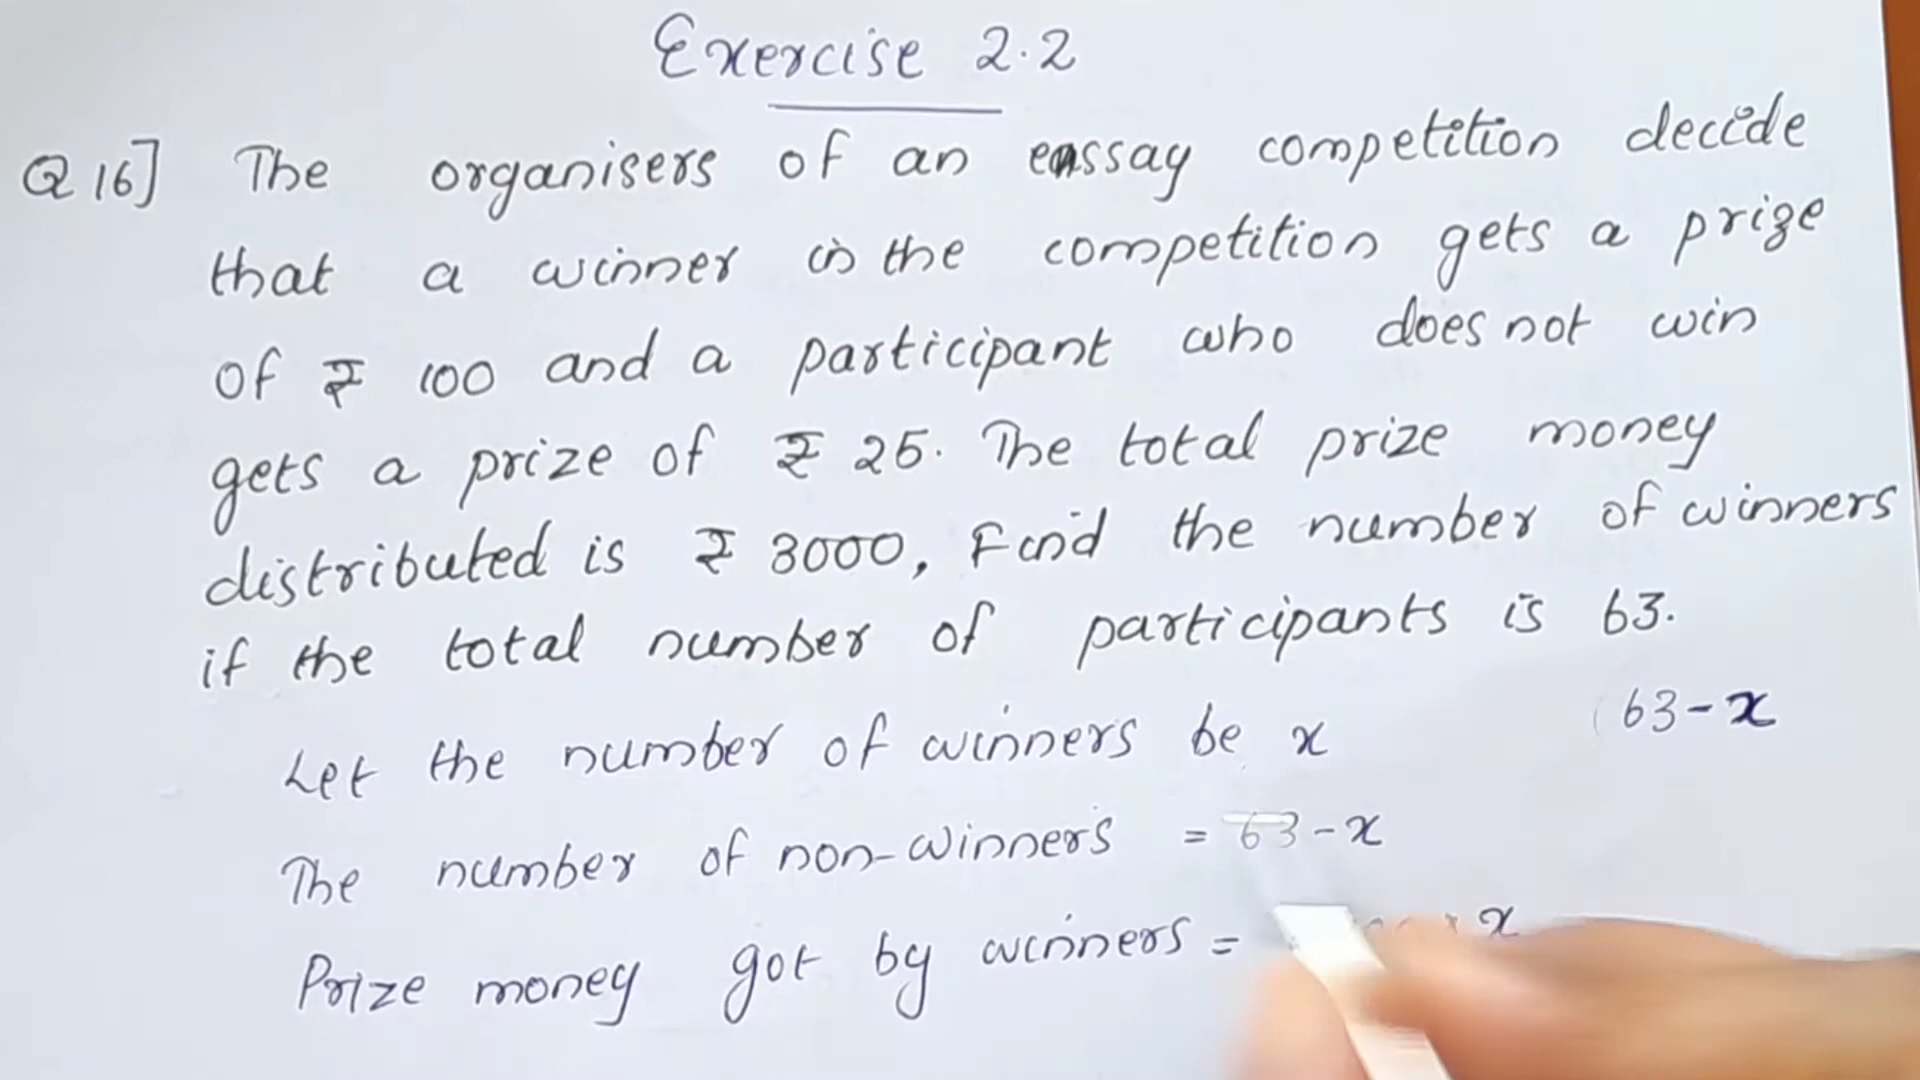 Exercise 2.2
Q 16] The organisers of an enssay competition decide
that a winner in the competition gets a prize
of ₹ 100 and a participant who does not win
gets a prize of ₹ 25. The total prize money
distributed is ₹ 3000, Find the number of winners
if the total number of participants is 63.
63-x
Let the number of winners be x
The number of non-winners = 63-x
Prize money got by winners = x